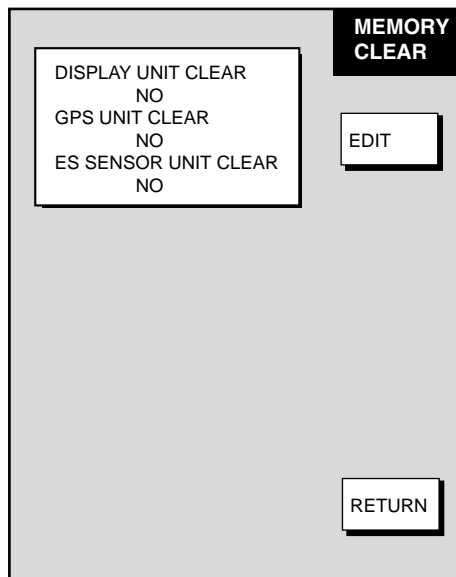 MEMORY
CLEAR
DISPLAY UNIT CLEAR
NO
GPS UNIT CLEAR
NO
ES SENSOR UNIT CLEAR
NO
EDIT
RETURN